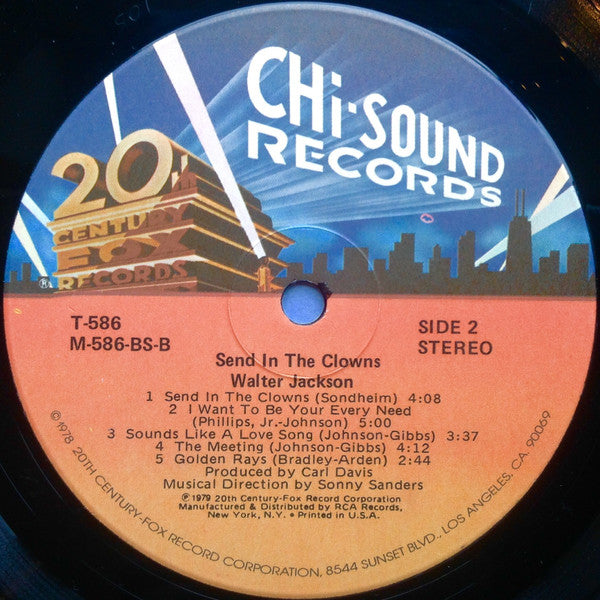 CHi-SOUND
RECORDS
20th
CENTURY
FOX
RECORDS
®
T-586
M-586-BS-B
SIDE 2
STEREO
Send In The Clowns
Walter Jackson
1 Send In The Clowns (Sondheim) 4:08
2 I Want To Be Your Every Need
(Phillips, Jr.-Johnson) 5:00
3 Sounds Like A Love Song (Johnson-Gibbs) 3:37
4 The Meeting (Johnson-Gibbs) 4:12
5 Golden Rays (Bradley-Arden) 2:44
Produced by Carl Davis
Musical Direction by Sonny Sanders
℗ 1979 20th Century-Fox Record Corporation
Manufactured & Distributed by RCA Records,
New York, N.Y. • Printed in U.S.A.
©1978, 20TH CENTURY-FOX RECORD CORPORATION, 8544 SUNSET BLVD., LOS ANGELES, CA. 90069